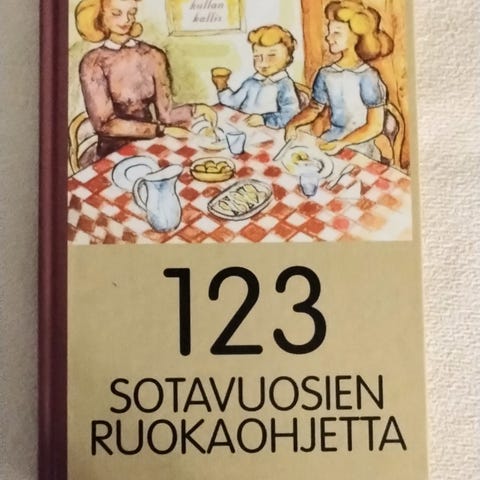 kullan
kallis
123
SOTAVUOSIEN
RUOKAOHJETTA